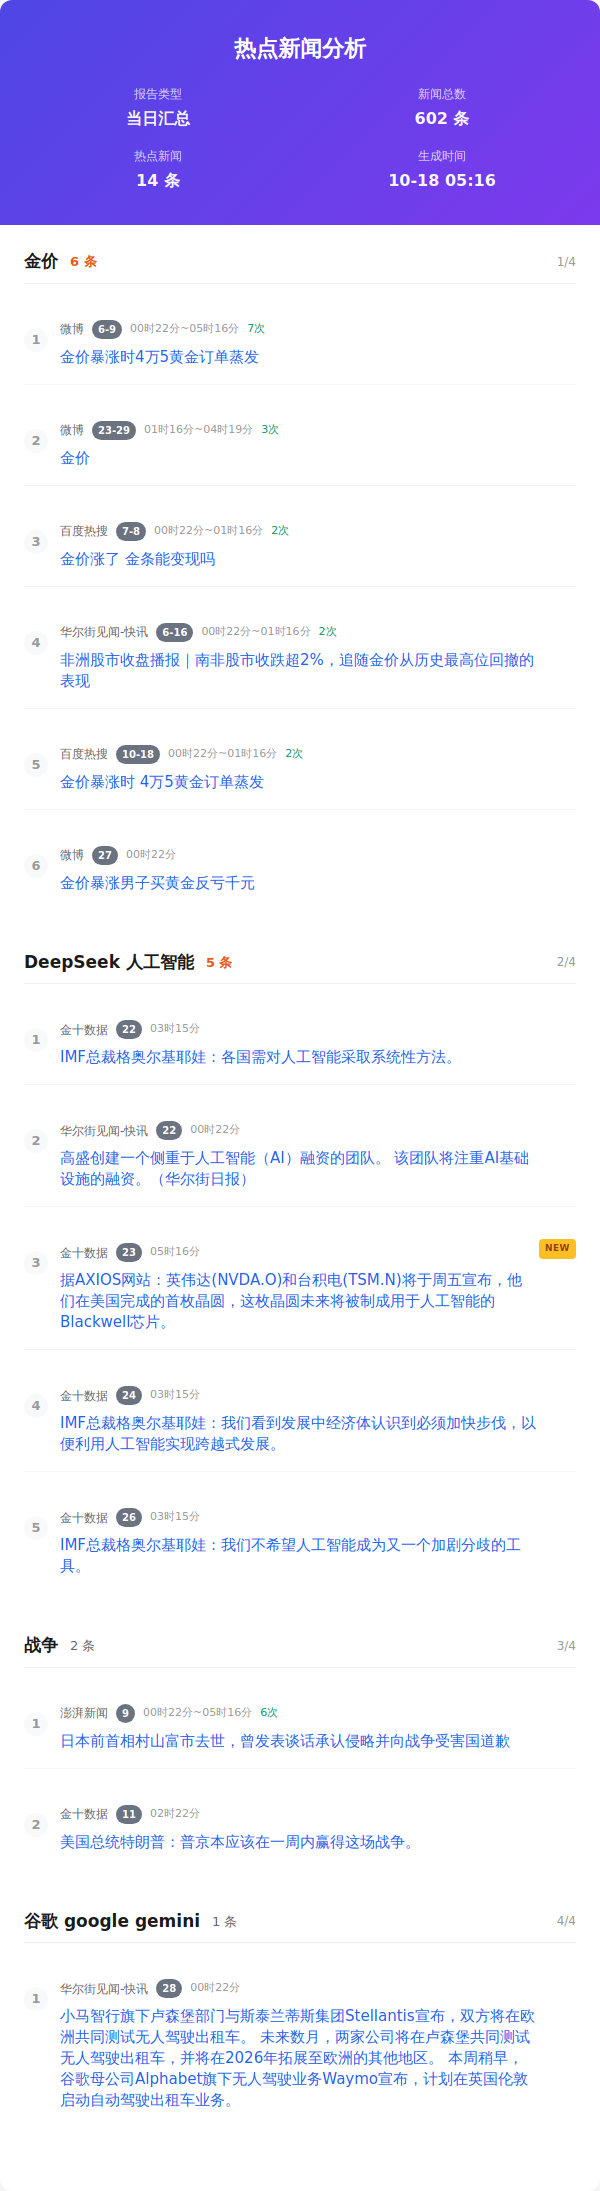 热点新闻分析
报告类型
新闻总数
当日汇总
602 条
热点新闻
生成时间
14 条
10-18 05:16
金价 6 条 1/4
1 微博 6-9 00时22分~05时16分 7次
金价暴涨时4万5黄金订单蒸发
2 微博 23-29 01时16分~04时19分 3次
金价
3 百度热搜 7-8 00时22分~01时16分 2次
金价涨了 金条能变现吗
4 华尔街见闻-快讯 6-16 00时22分~01时16分 2次
非洲股市收盘播报｜南非股市收跌超2%，追随金价从历史最高位回撤的
表现
5 百度热搜 10-18 00时22分~01时16分 2次
金价暴涨时 4万5黄金订单蒸发
6 微博 27 00时22分
金价暴涨男子买黄金反亏千元
DeepSeek 人工智能 5 条 2/4
1 金十数据 22 03时15分
IMF总裁格奥尔基耶娃：各国需对人工智能采取系统性方法。
2 华尔街见闻-快讯 22 00时22分
高盛创建一个侧重于人工智能（AI）融资的团队。 该团队将注重AI基础
设施的融资。（华尔街日报）
3 金十数据 23 05时16分 NEW
据AXIOS网站：英伟达(NVDA.O)和台积电(TSM.N)将于周五宣布，他
们在美国完成的首枚晶圆，这枚晶圆未来将被制成用于人工智能的
Blackwell芯片。
4 金十数据 24 03时15分
IMF总裁格奥尔基耶娃：我们看到发展中经济体认识到必须加快步伐，以
便利用人工智能实现跨越式发展。
5 金十数据 26 03时15分
IMF总裁格奥尔基耶娃：我们不希望人工智能成为又一个加剧分歧的工
具。
战争 2 条 3/4
1 澎湃新闻 9 00时22分~05时16分 6次
日本前首相村山富市去世，曾发表谈话承认侵略并向战争受害国道歉
2 金十数据 11 02时22分
美国总统特朗普：普京本应该在一周内赢得这场战争。
谷歌 google gemini 1 条 4/4
1 华尔街见闻-快讯 28 00时22分
小马智行旗下卢森堡部门与斯泰兰蒂斯集团Stellantis宣布，双方将在欧
洲共同测试无人驾驶出租车。 未来数月，两家公司将在卢森堡共同测试
无人驾驶出租车，并将在2026年拓展至欧洲的其他地区。 本周稍早，
谷歌母公司Alphabet旗下无人驾驶业务Waymo宣布，计划在英国伦敦
启动自动驾驶出租车业务。